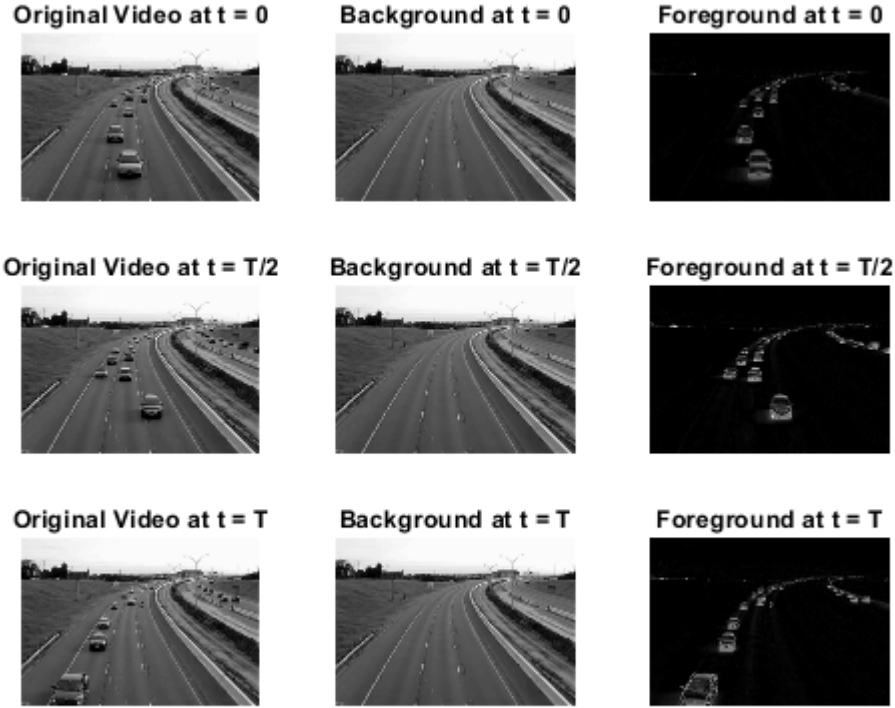 Original Video at t = 0
Background at t = 0
Foreground at t = 0
Original Video at t = T/2
Background at t = T/2
Foreground at t = T/2
Original Video at t = T
Background at t = T
Foreground at t = T